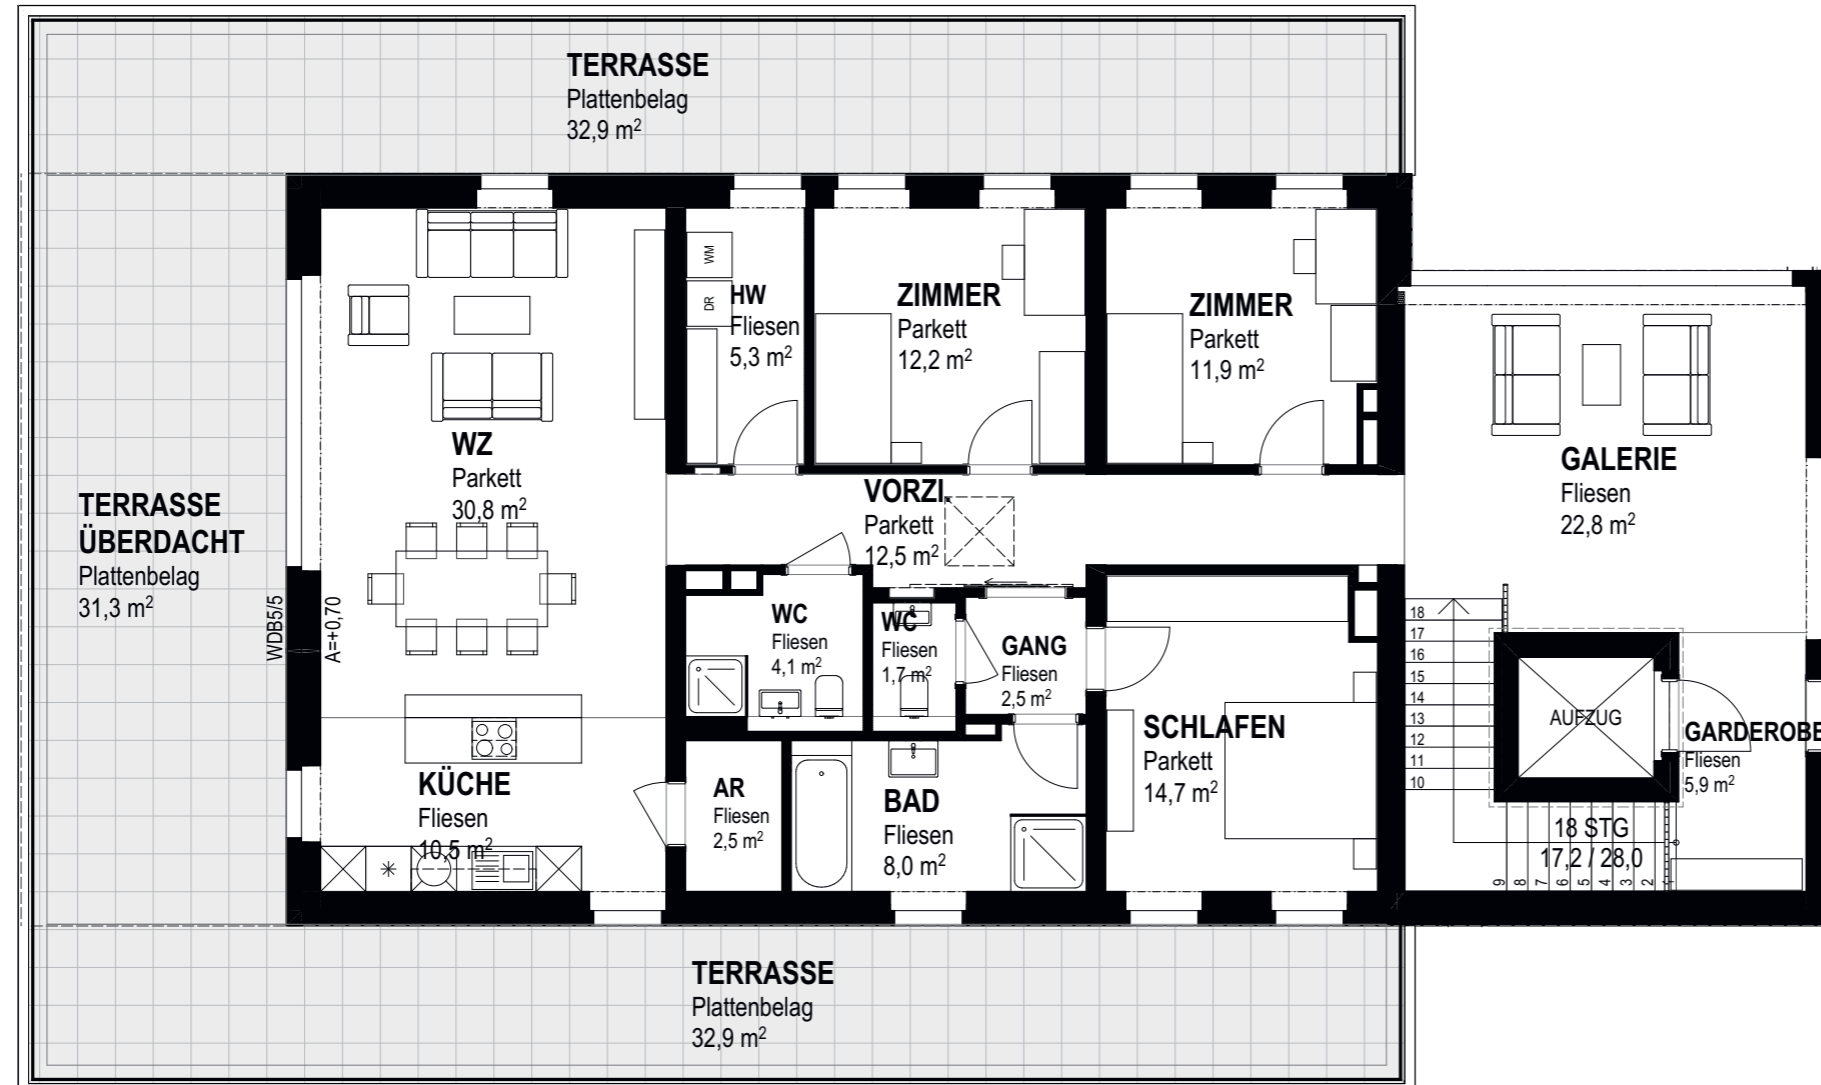 TERRASSE
Plattenbelag
32,9 m²
WM
DR
HW
Fliesen
5,3 m²
ZIMMER
Parkett
12,2 m²
ZIMMER
Parkett
11,9 m²
WZ
Parkett
30,8 m²
GALERIE
Fliesen
22,8 m²
VORZI.
Parkett
12,5 m²
TERRASSE
ÜBERDACHT
Plattenbelag
31,3 m²
WDB5/5
A=+0,70
WC
Fliesen
4,1 m²
WC
Fliesen
1,7 m²
GANG
Fliesen
2,5 m²
SCHLAFEN
Parkett
14,7 m²
18
17
16
15
14
13
12
11
10
AUFZUG
GARDEROBE
Fliesen
5,9 m²
KÜCHE
Fliesen
10,5 m²
AR
Fliesen
2,5 m²
BAD
Fliesen
8,0 m²
18 STG
17,2 / 28,0
9
8
7
6
5
4
3
2
TERRASSE
Plattenbelag
32,9 m²